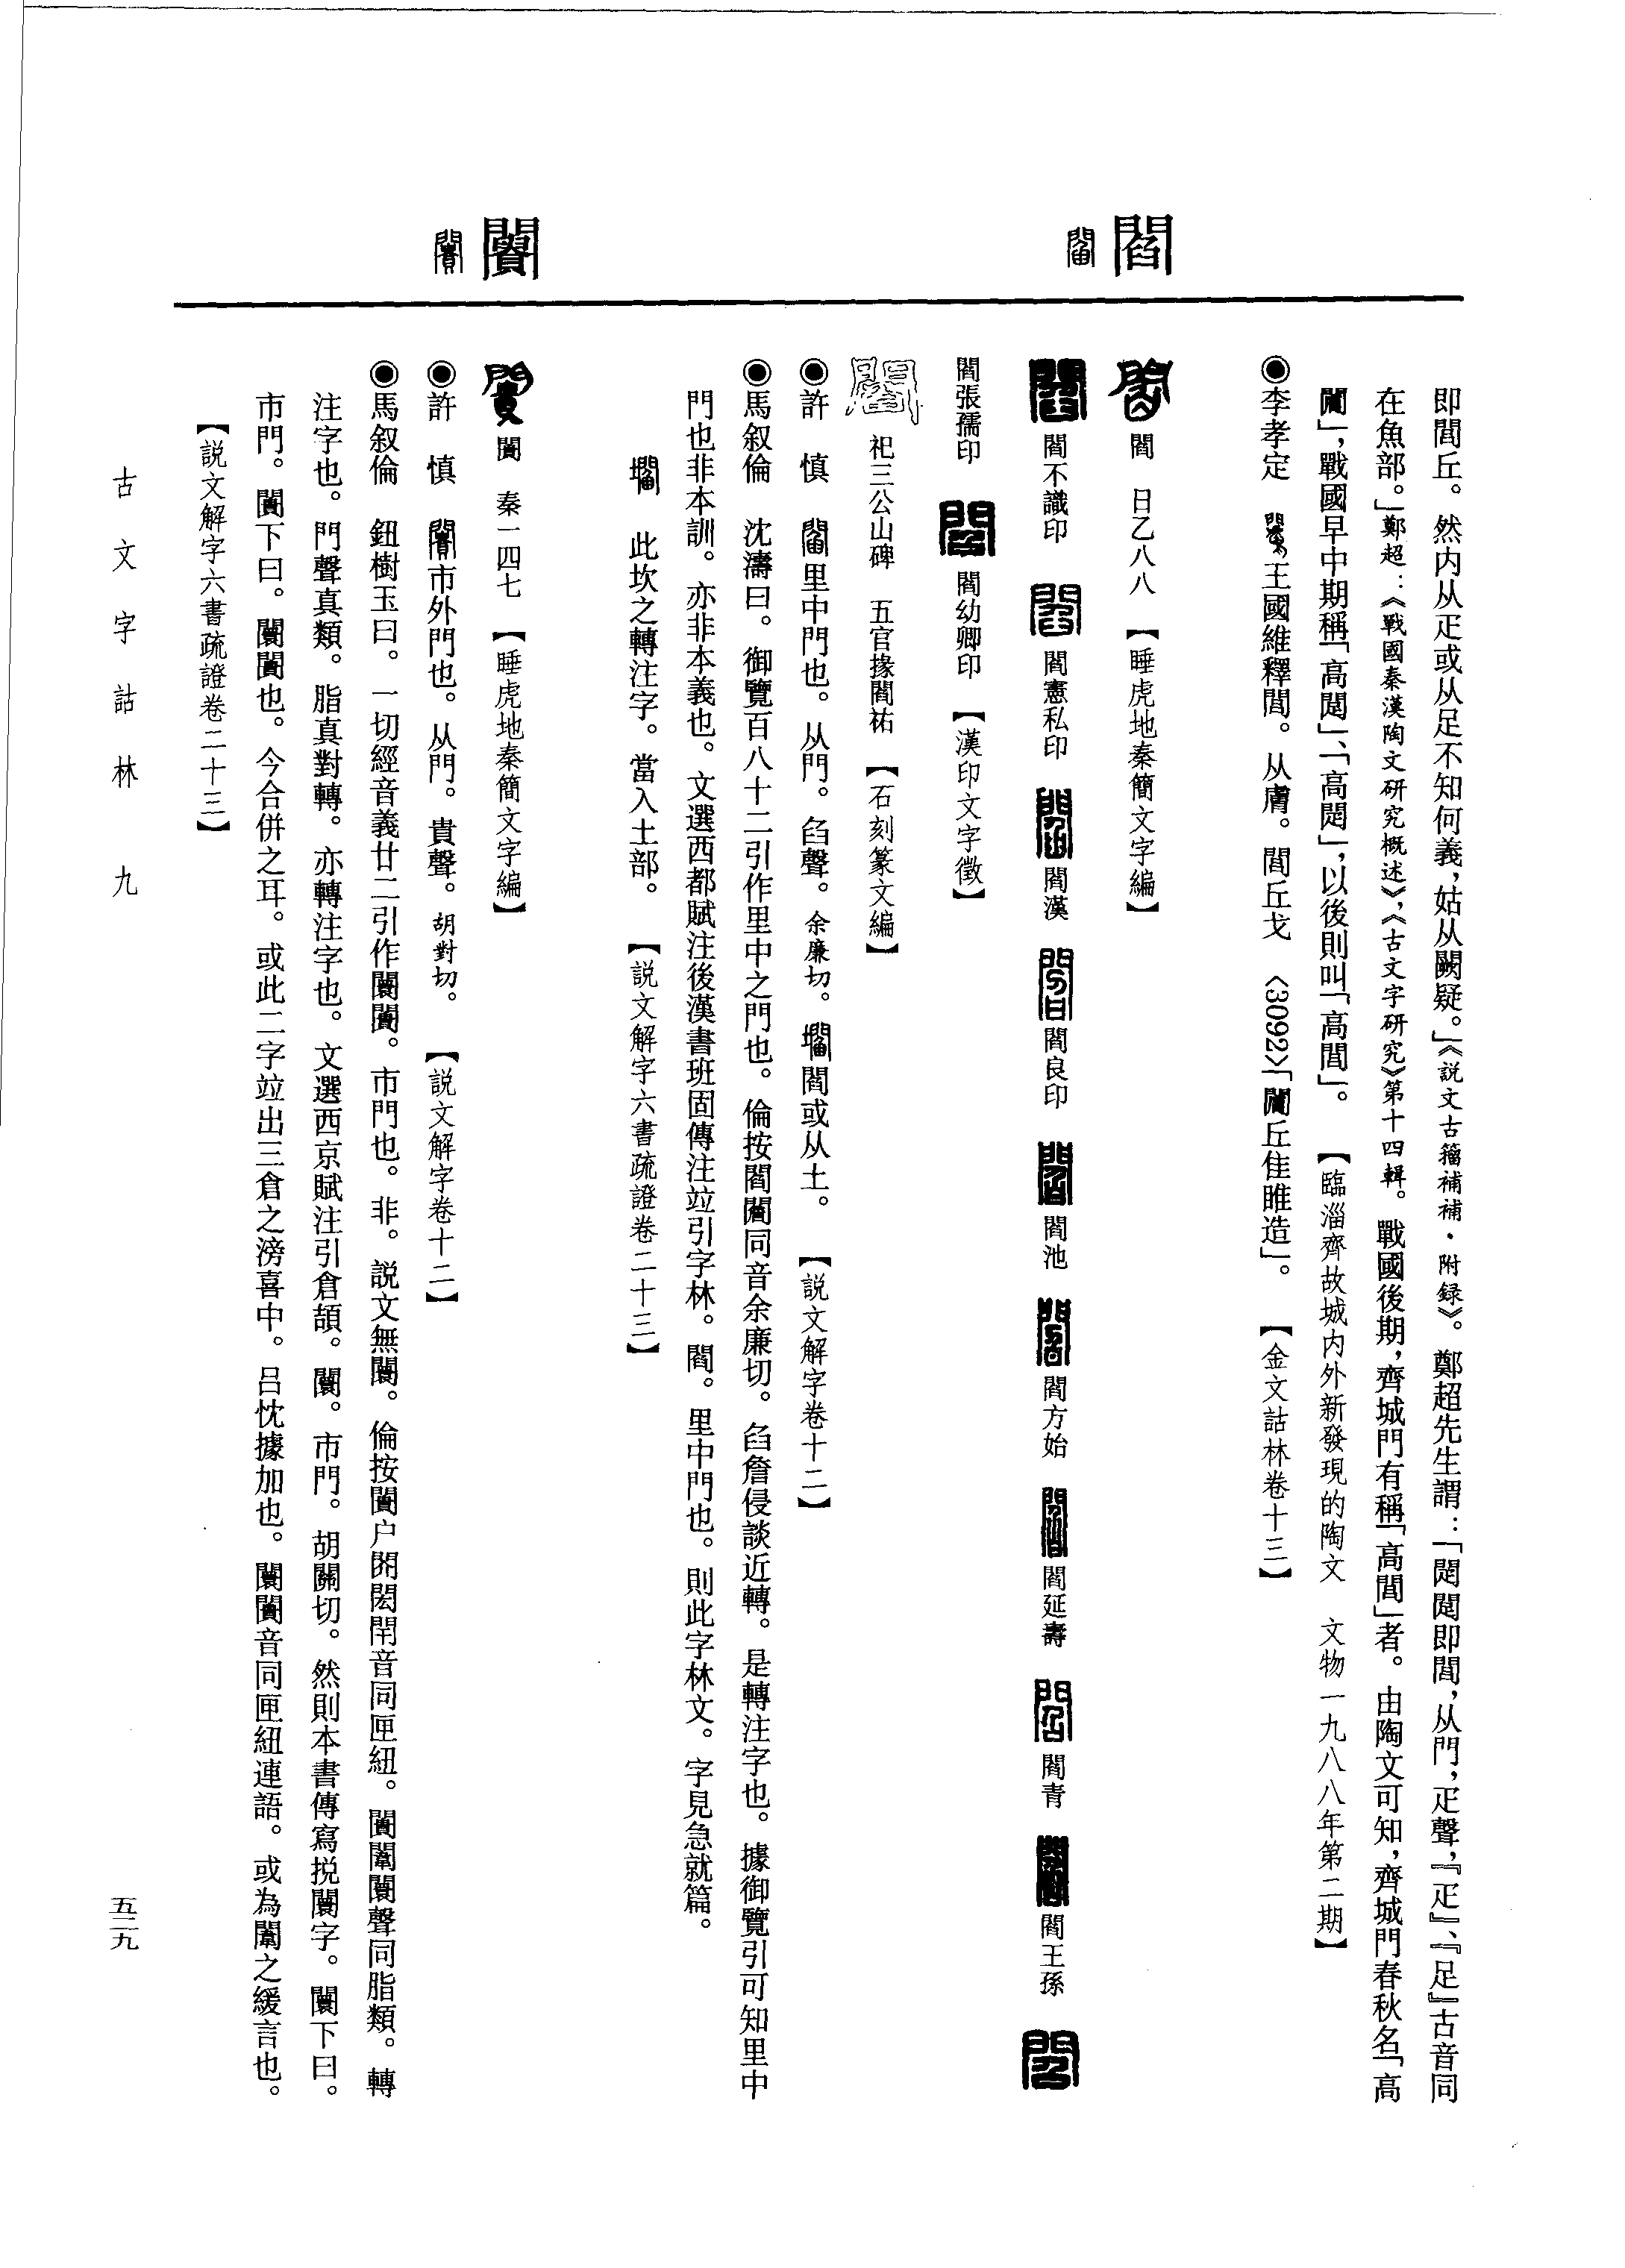 閻
闠
即閭丘。然内从疋或从足不知何義，姑从闕疑。」《説文古籀補補·附録》。鄭超先生謂：「䦌䦌即閭，从門，疋聲，『疋』、『足』古音同
在魚部。」鄭超：《戰國秦漢陶文研究概述》，《古文字研究》第十四輯。戰國後期，齊城門有稱「高閭」者。由陶文可知，齊城門春秋名「高
」，戰國早中期稱「高」、「高」，以後則叫「高閭」。　【臨淄齊故城内外新發現的陶文　文物一九八八年第二期】
◉李孝定　王國維釋閭。从膚。閭丘戈　〈3092〉「丘隹雎造」。　【金文詁林卷十三】
閻　日乙八八　【睡虎地秦簡文字編】
閻不識印　閻憲私印　閻漢　閻良印　閻池　閻方始　閻延壽　閻青　閻王孫
閻張孺印　閻幼卿印　【漢印文字徵】
祀三公山碑　五官掾閻祐　【石刻篆文編】
◉許　慎　里中門也。从門。臽聲。余廉切。閻或从土。　【説文解字卷十二】
◉馬叙倫　沈濤曰。御覽百八十二引作里中之門也。倫按閻同音余廉切。臽詹侵談近轉。是轉注字也。據御覽引可知里中
門也非本訓。亦非本義也。文選西都賦注後漢書班固傳注竝引字林。閻。里中門也。則此字林文。字見急就篇。
此坎之轉注字。當入土部。　【説文解字六書疏證卷二十三】
闠　秦一四七　【睡虎地秦簡文字編】
◉許　慎　市外門也。从門。貴聲。胡對切。　【説文解字卷十二】
◉馬叙倫　鈕樹玉曰。一切經音義廿二引作闤闠。市門也。非。説文無闤。倫按闠户閉閎閈音同匣紐。闠闈闤聲同脂類。轉
注字也。門聲真類。脂真對轉。亦轉注字也。文選西京賦注引倉頡。闤。市門。胡關切。然則本書傳寫捝闤字。闤下曰。
市門。闠下曰。闤闠也。今合併之耳。或此二字竝出三倉之滂喜中。吕忱據加也。闤闠音同匣紐連語。或為闈之緩言也。
【説文解字六書疏證卷二十三】
古文字詁林　九
五二九